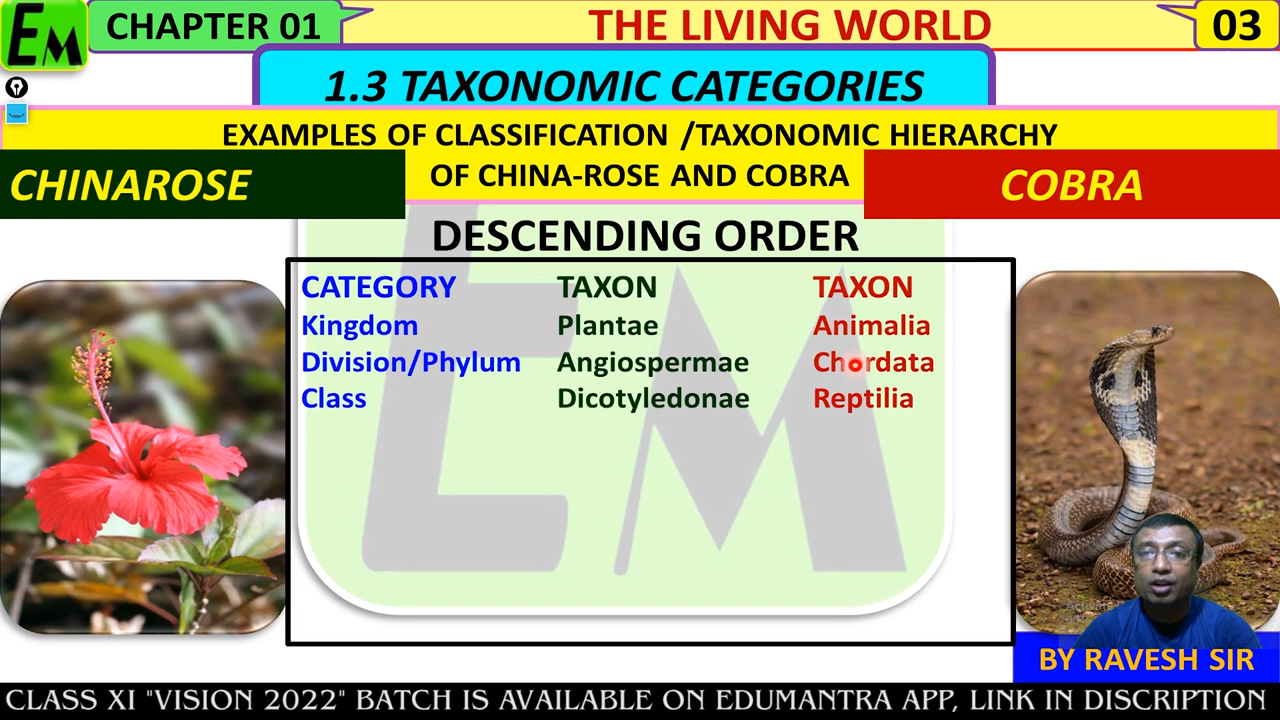 EM
CHAPTER 01
THE LIVING WORLD
03
1.3 TAXONOMIC CATEGORIES
EXAMPLES OF CLASSIFICATION /TAXONOMIC HIERARCHY
OF CHINA-ROSE AND COBRA
CHINAROSE
COBRA
DESCENDING ORDER
CATEGORY TAXON TAXON
Kingdom Plantae Animalia
Division/Phylum Angiospermae Chordata
Class Dicotyledonae Reptilia
EM
BY RAVESH SIR
CLASS XI "VISION 2022" BATCH IS AVAILABLE ON EDUMANTRA APP, LINK IN DISCRIPTION